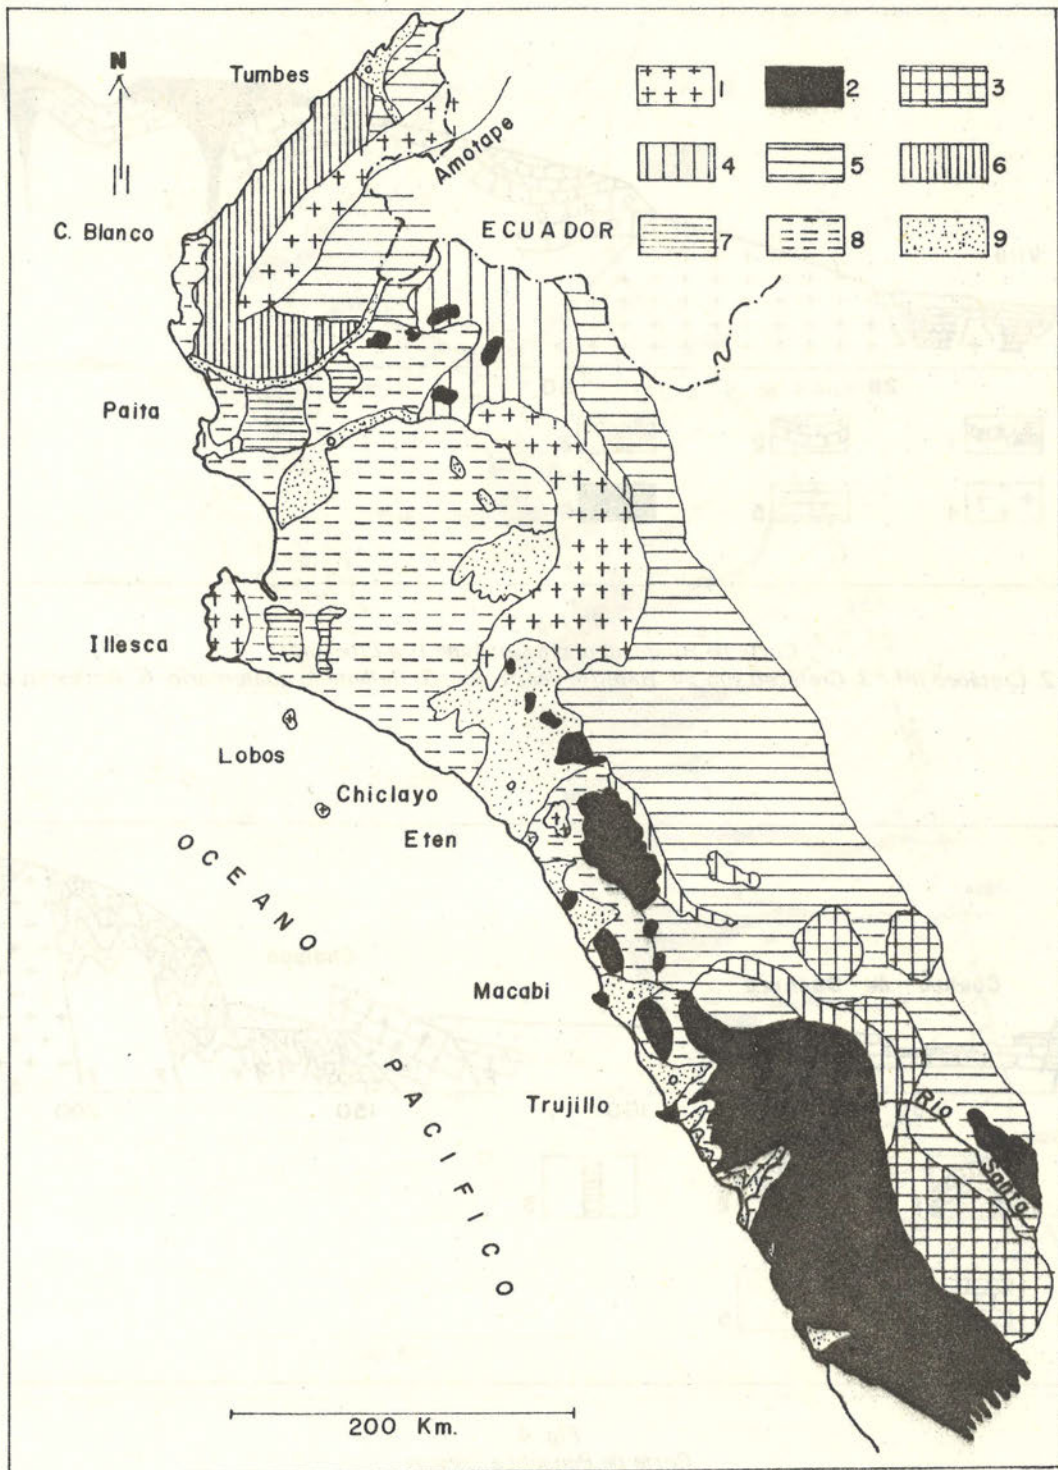 N
Tumbes
1
2
3
Amotape
4
5
6
C. Blanco
ECUADOR
7
8
9
Paita
Illesca
Lobos
Chiclayo
Eten
OCEANO
Macabi
PACIFICO
Trujillo
Rio
Santa
200 Km.